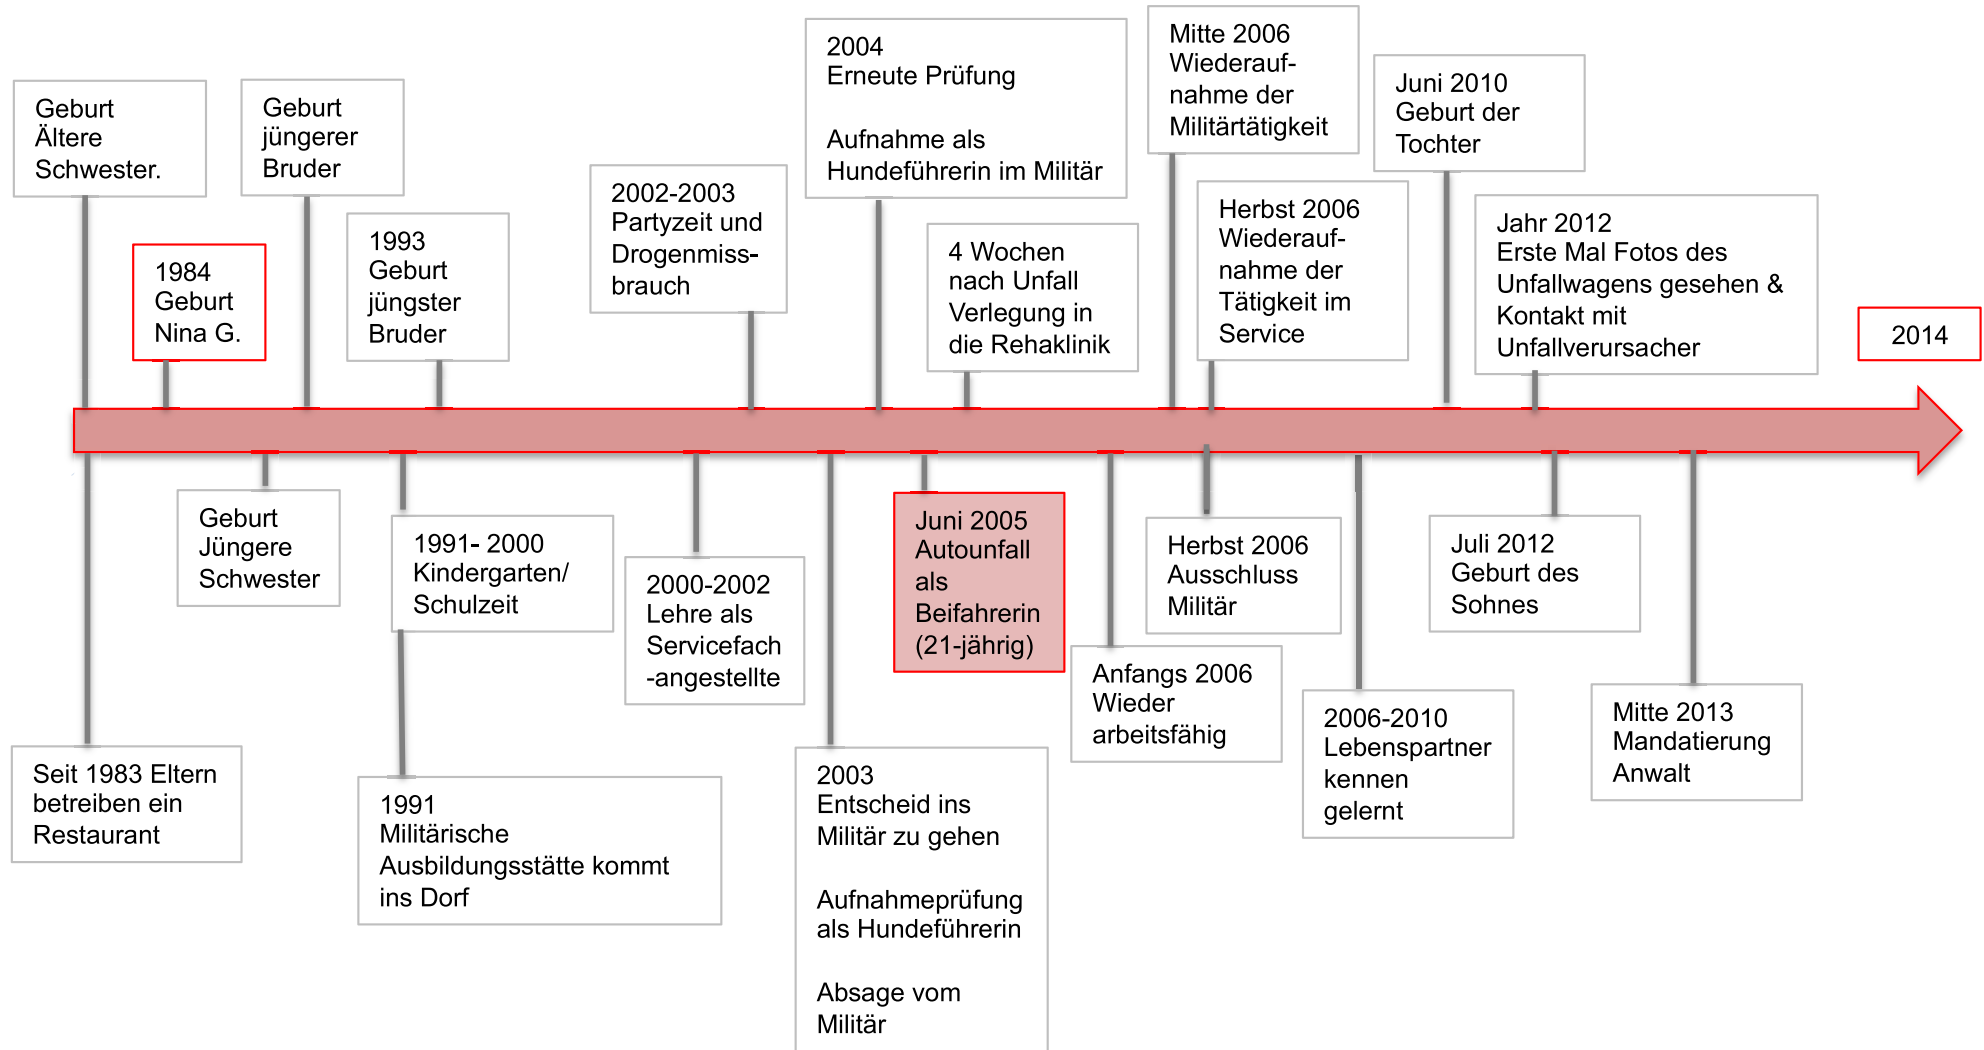 Geburt
Ältere
Schwester.
1984
Geburt
Nina G.
Geburt
jüngerer
Bruder
1993
Geburt
jüngster
Bruder
2002-2003
Partyzeit und
Drogenmiss-
brauch
2004
Erneute Prüfung
Aufnahme als
Hundeführerin im Militär
4 Wochen
nach Unfall
Verlegung in
die Rehaklinik
Mitte 2006
Wiederauf-
nahme der
Militärtätigkeit
Herbst 2006
Wiederauf-
nahme der
Tätigkeit im
Service
Juni 2010
Geburt der
Tochter
Jahr 2012
Erste Mal Fotos des
Unfallwagens gesehen &
Kontakt mit
Unfallverursacher
2014
Seit 1983 Eltern
betreiben ein
Restaurant
Geburt
Jüngere
Schwester
1991- 2000
Kindergarten/
Schulzeit
1991
Militärische
Ausbildungsstätte kommt
ins Dorf
2000-2002
Lehre als
Servicefach
-angestellte
2003
Entscheid ins
Militär zu gehen
Aufnahmeprüfung
als Hundeführerin
Absage vom
Militär
Juni 2005
Autounfall
als
Beifahrerin
(21-jährig)
Anfangs 2006
Wieder
arbeitsfähig
Herbst 2006
Ausschluss
Militär
2006-2010
Lebenspartner
kennen
gelernt
Juli 2012
Geburt des
Sohnes
Mitte 2013
Mandatierung
Anwalt